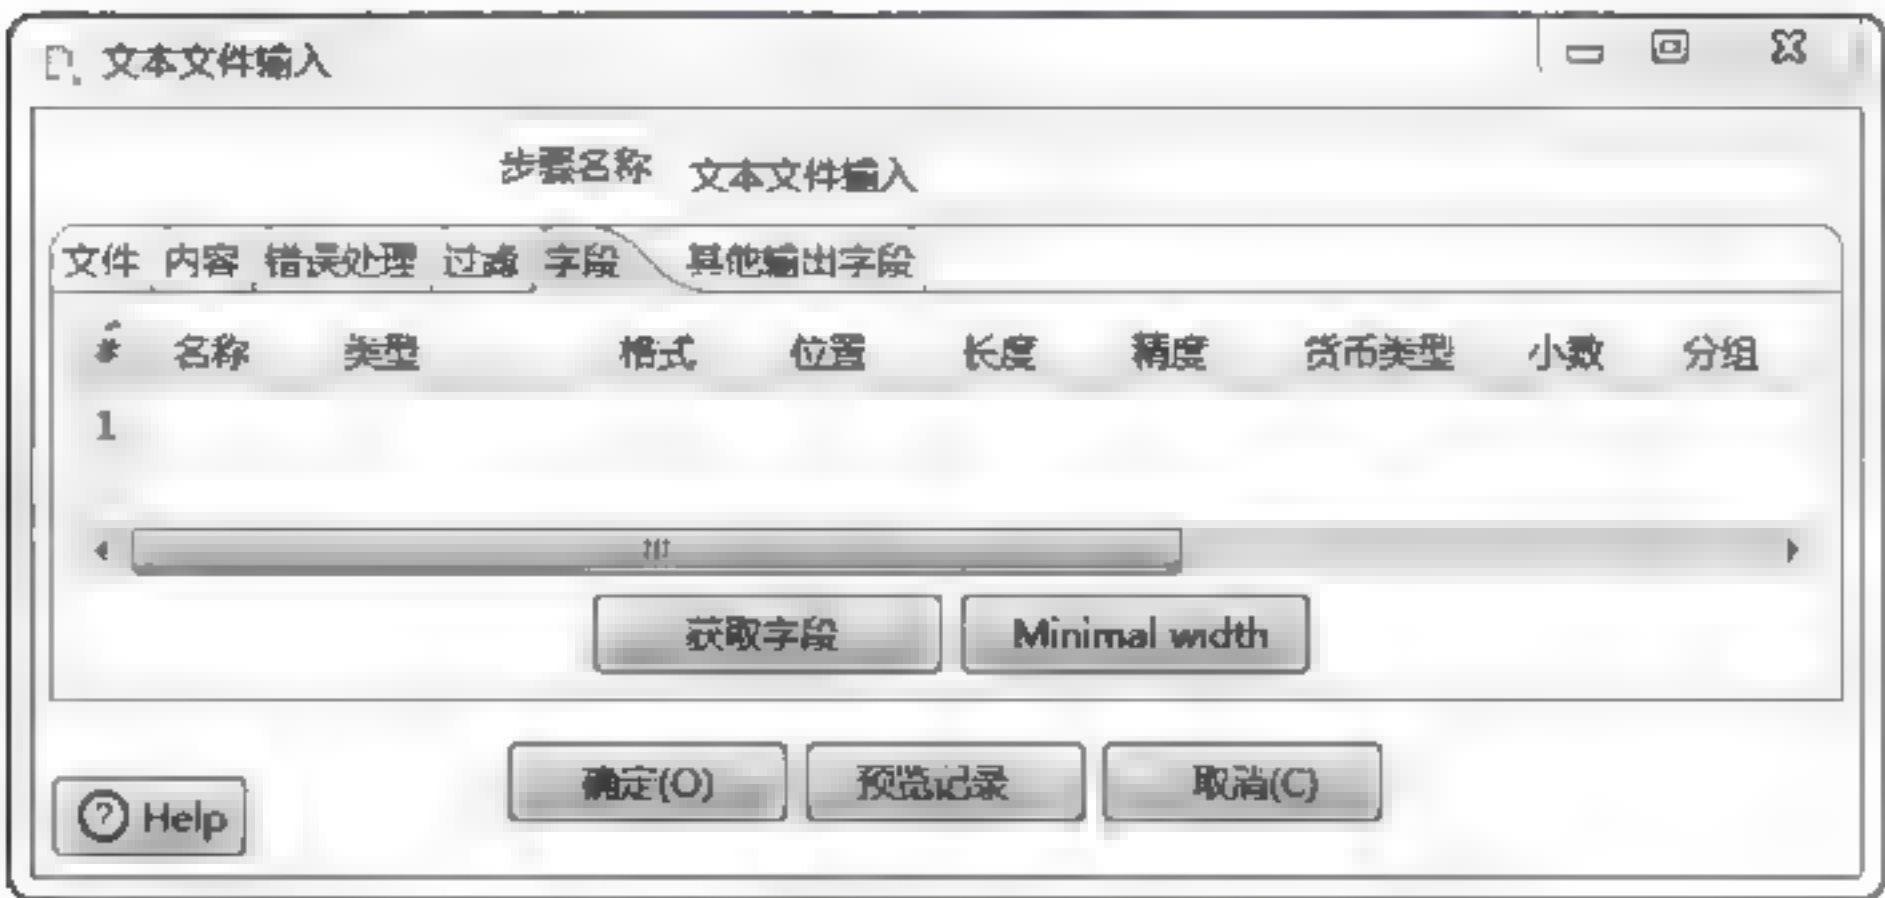 文本文件输入
步骤名称 文本文件输入
文件 内容 错误处理 过滤 字段 其他输出字段
# 名称 类型 格式 位置 长度 精度 货币类型 小数 分组
1
获取字段 Minimal width
确定(O) 预览记录 取消(C)
Help